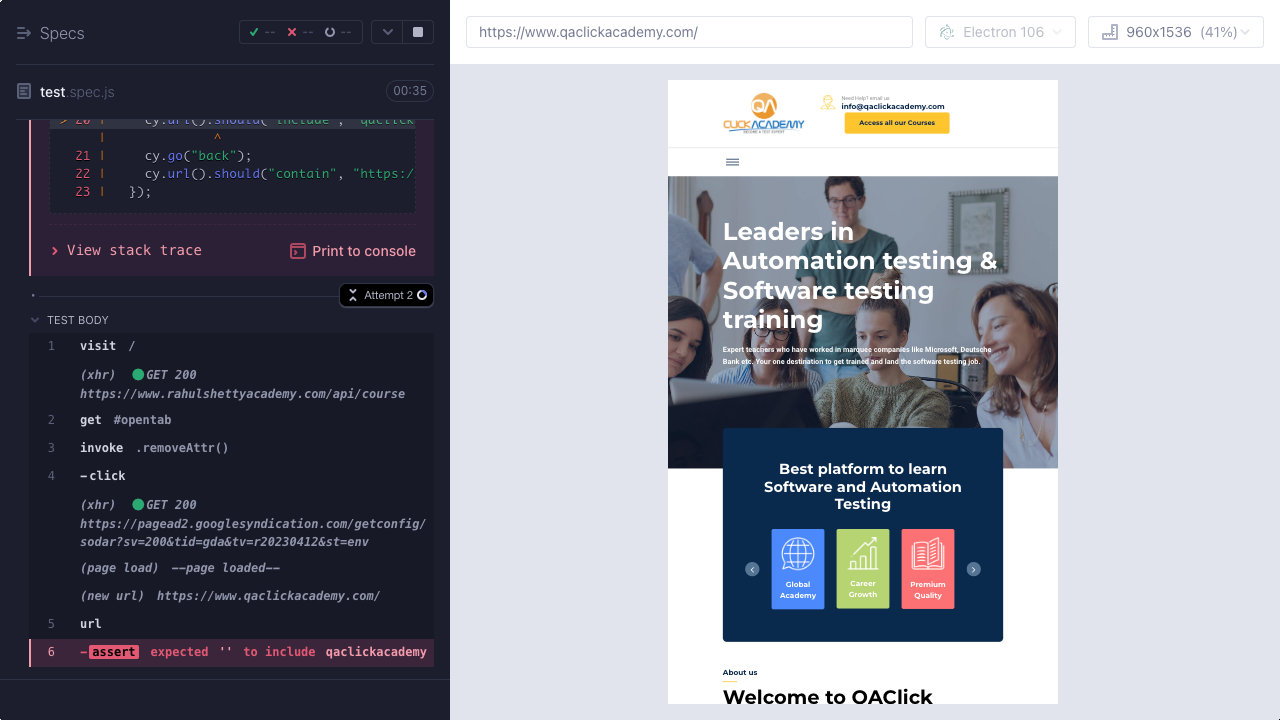 Specs
--
--
--
https://www.qaclickacademy.com/
Electron 106
960x1536 (41%)
test.spec.js
00:35
20 | cy.url().should("include", "qaclick
| ^
21 | cy.go("back");
22 | cy.url().should("contain", "https:/
23 | });
View stack trace
Print to console
Attempt 2
TEST BODY
1 visit /
(xhr) GET 200
https://www.rahulshettyacademy.com/api/course
2 get #opentab
3 invoke .removeAttr()
4 -click
(xhr) GET 200
https://pagead2.googlesyndication.com/getconfig/
sodar?sv=200&tid=gda&tv=r20230412&st=env
(page load) --page loaded--
(new url) https://www.qaclickacademy.com/
5 url
6 -assert expected '' to include qaclickacademy
QA
CLICKACADEMY
BECOME A TEST EXPERT
Need Help? email us
info@qaclickacademy.com
Access all our Courses
Leaders in
Automation testing &
Software testing
training
Expert teachers who have worked in marquee companies like Microsoft, Deutsche
Bank etc. Your one destination to get trained and land the software testing job.
Best platform to learn
Software and Automation
Testing
Global
Academy
Career
Growth
Premium
Quality
About us
Welcome to QAClick